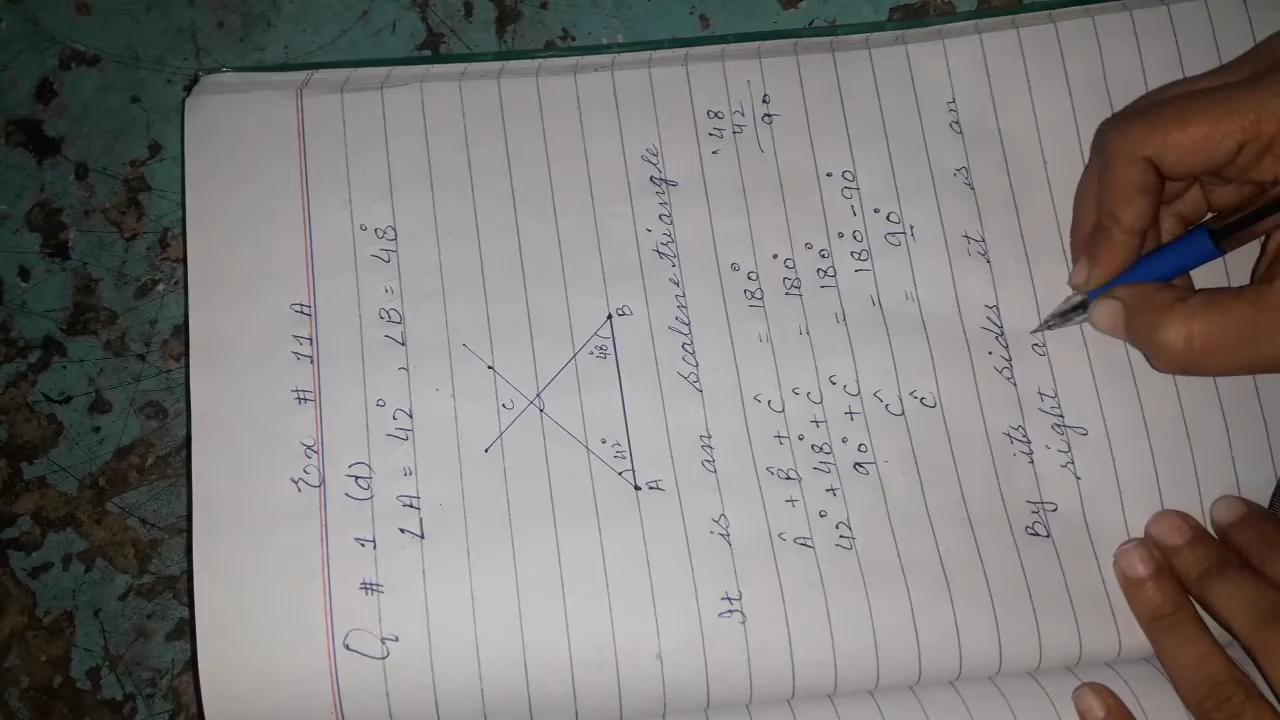 Ex # 11 A
Q # 1 (d)
∠A = 42°, ∠B = 48°
C
42°
48°
A
B
It is an scalene triangle
Â + B̂ + Ĉ = 180°
42° + 48° + Ĉ = 180°
90° + Ĉ = 180°
Ĉ = 180° - 90°
Ĉ = 90°
48
42
90
By its sides it is an
right a